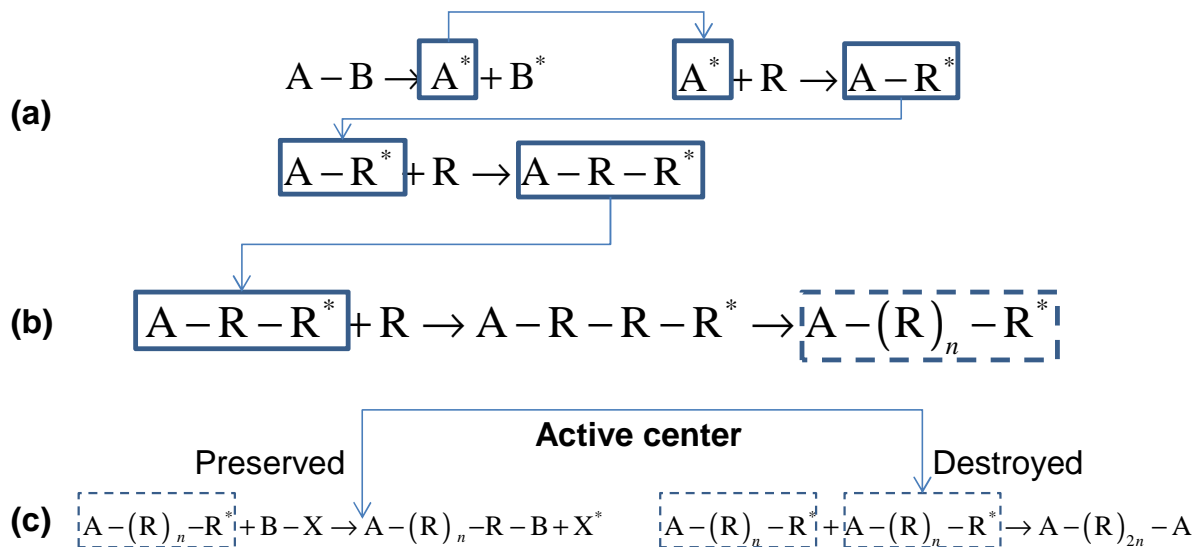 A − B → A* + B* A* + R → A − R*
(a)
A − R* + R → A − R − R*
(b) A − R − R* + R → A − R − R − R* → A − (R)ₙ − R*
Active center
Preserved Destroyed
(c) A − (R)ₙ − R* + B − X → A − (R)ₙ − R − B + X* A − (R)ₙ − R* + A − (R)ₙ − R* → A − (R)₂ₙ − A